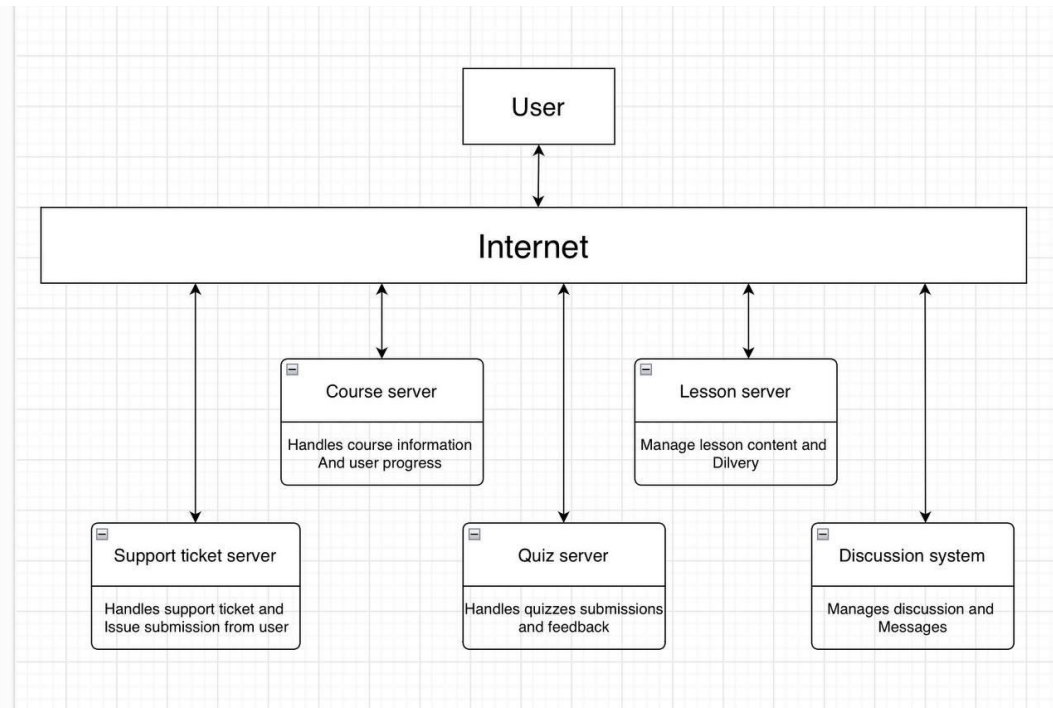 User
Internet
Course server
Handles course information
And user progress
Lesson server
Manage lesson content and
Dilvery
Support ticket server
Handles support ticket and
Issue submission from user
Quiz server
Handles quizzes submissions
and feedback
Discussion system
Manages discussion and
Messages